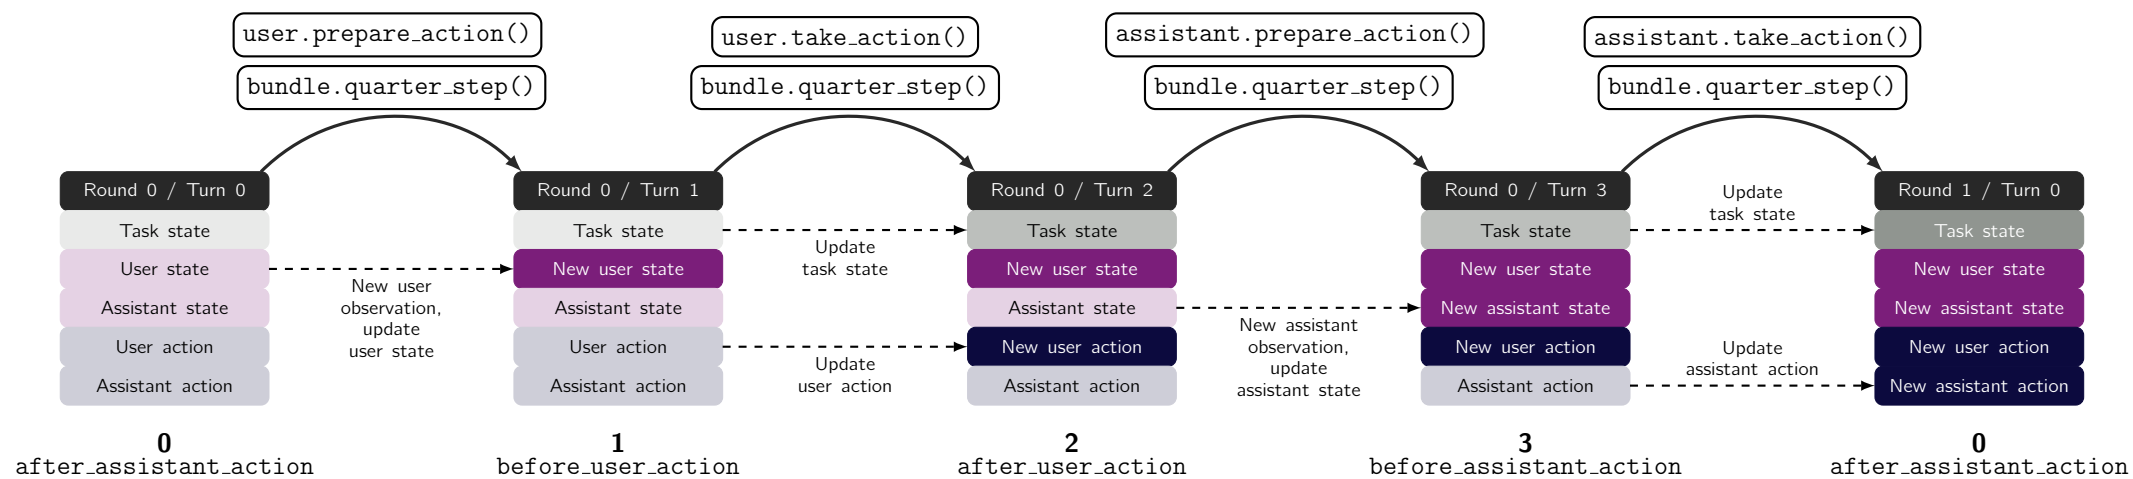 user.prepare_action()
bundle.quarter_step()
user.take_action()
bundle.quarter_step()
assistant.prepare_action()
bundle.quarter_step()
assistant.take_action()
bundle.quarter_step()
Round 0 / Turn 0
Task state
User state
Assistant state
User action
Assistant action
0
after_assistant_action
New user
observation,
update
user state
Round 0 / Turn 1
Task state
New user state
Assistant state
User action
Assistant action
1
before_user_action
Update
task state
Update
user action
Round 0 / Turn 2
Task state
New user state
Assistant state
New user action
Assistant action
2
after_user_action
New assistant
observation,
update
assistant state
Round 0 / Turn 3
Task state
New user state
New assistant state
New user action
Assistant action
3
before_assistant_action
Update
task state
Update
assistant action
Round 1 / Turn 0
Task state
New user state
New assistant state
New user action
New assistant action
0
after_assistant_action